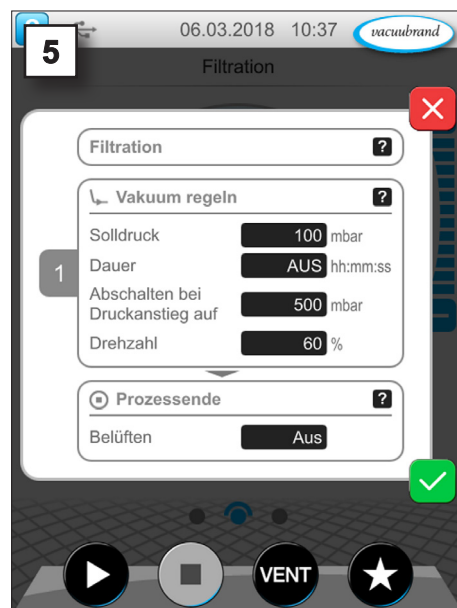 5
06.03.2018 10:37 vacuubrand
Filtration
Filtration ?
Vakuum regeln ?
1
Solldruck 100 mbar
Dauer AUS hh:mm:ss
Abschalten bei
Druckanstieg auf 500 mbar
Drehzahl 60 %
Prozessende ?
Belüften Aus
VENT